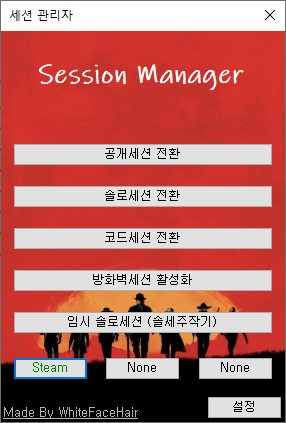 세션 관리자
Session Manager
공개세션 전환
솔로세션 전환
코드세션 전환
방화벽세션 활성화
임시 솔로세션 (솔세주작기)
Steam None None
Made By WhiteFaceHair 설정